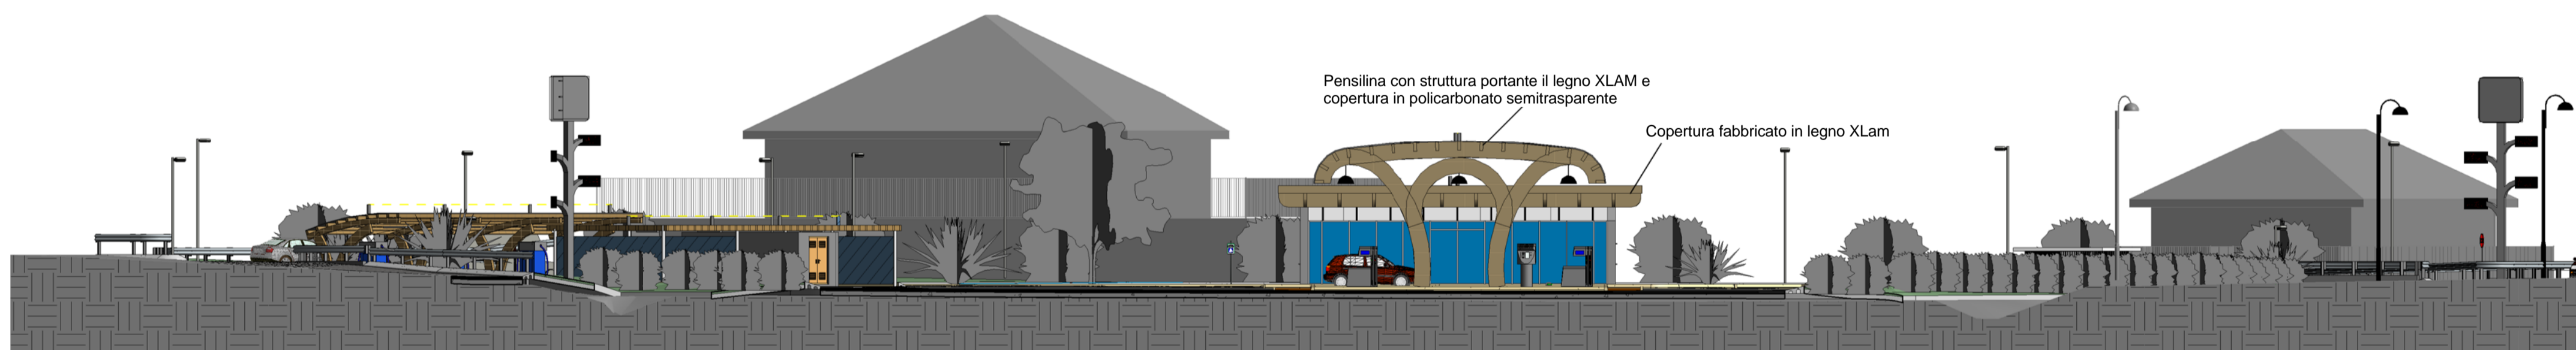 Pensilina con struttura portante il legno XLAM e
copertura in policarbonato semitrasparente
Copertura fabbricato in legno XLam